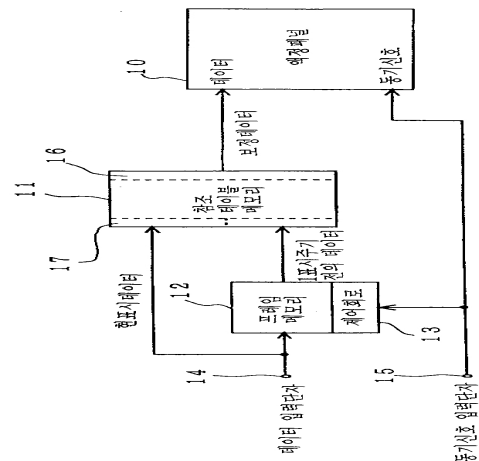 10
데이터
액정패널
동기신호
보정데이터
16
11
참조
테이블
메모리
17
현표시데이터
1표시주기
전의 데이터
12
프레임
메모리
제어회로
13
14
데이터 입력단자
15
동기신호 입력단자